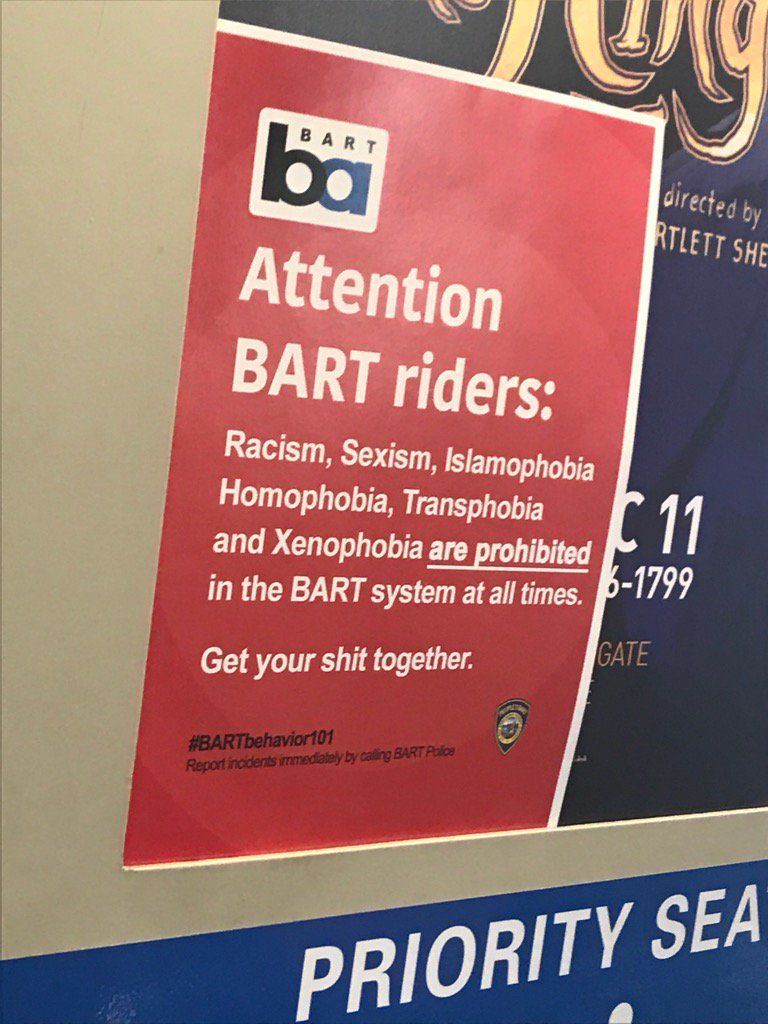 King
directed by
RTLETT SHE
BART
ba
Attention
BART riders:
Racism, Sexism, Islamophobia
Homophobia, Transphobia
and Xenophobia are prohibited
in the BART system at all times.
Get your shit together.
#BARTbehavior101
Report incidents immediately by calling BART Police
C 11
6-1799
GATE
PRIORITY SEA